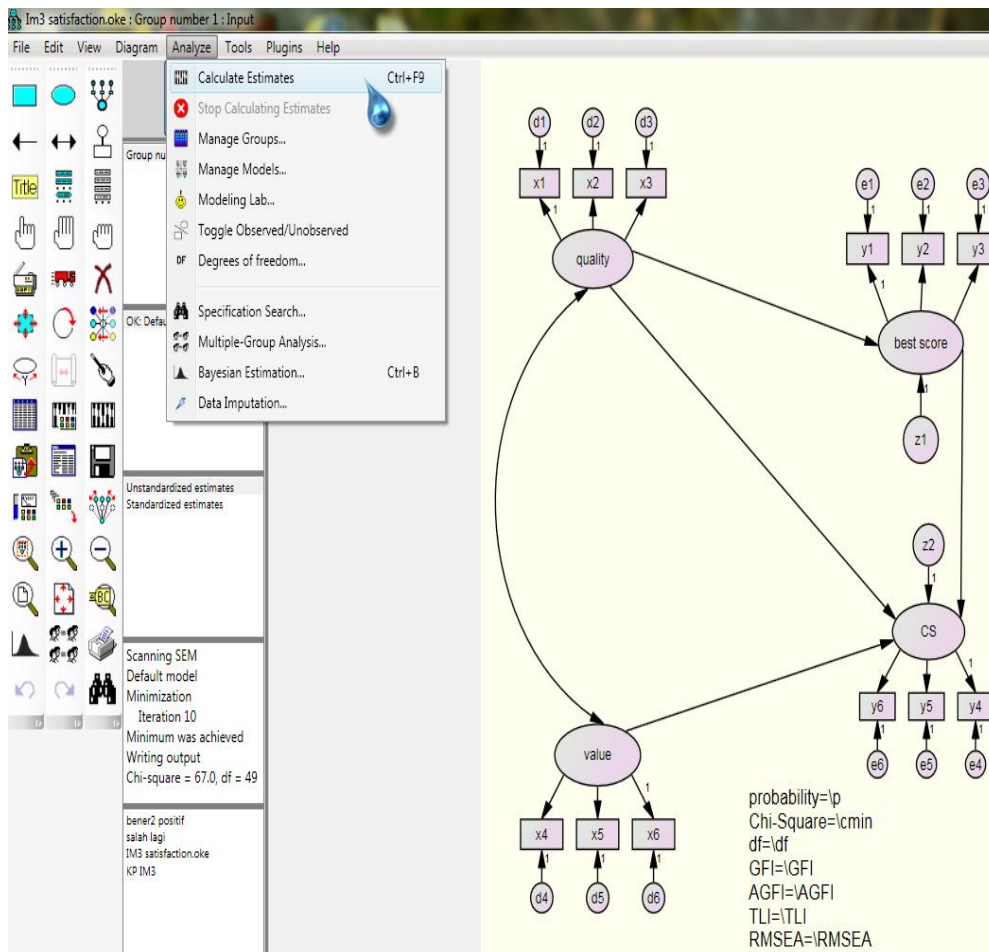 Im3 satisfaction.oke : Group number 1 : Input
File Edit View Diagram Analyze Tools Plugins Help
Calculate Estimates Ctrl+F9
Stop Calculating Estimates
Manage Groups...
Manage Models...
Modeling Lab...
Toggle Observed/Unobserved
DF Degrees of freedom...
Specification Search...
Multiple-Group Analysis...
Bayesian Estimation... Ctrl+B
Data Imputation...
Title
Group nu
OK: Defau
Unstandardized estimates
Standardized estimates
Scanning SEM
Default model
Minimization
Iteration 10
Minimum was achieved
Writing output
Chi-square = 67.0, df = 49
bener2 positif
salah lagi
IM3 satisfaction.oke
KP IM3
d1 d2 d3
1 1 1
x1 x2 x3
1
quality
e1 e2 e3
1 1 1
y1 y2 y3
1
best score
1
z1
z2
1
CS
1
y6 y5 y4
1 1 1
e6 e5 e4
value
1
x4 x5 x6
1 1 1
d4 d5 d6
probability=\p
Chi-Square=\cmin
df=\df
GFI=\GFI
AGFI=\AGFI
TLI=\TLI
RMSEA=\RMSEA